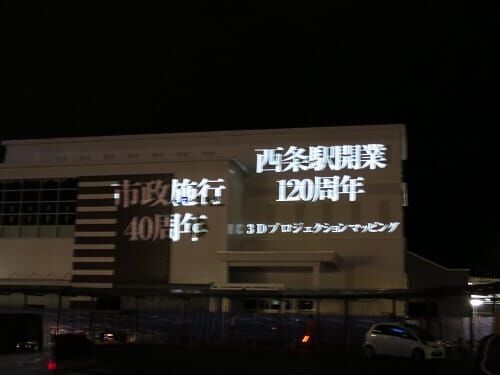 市政施行
40周年
西条駅開業
120周年
3Dプロジェクションマッピング